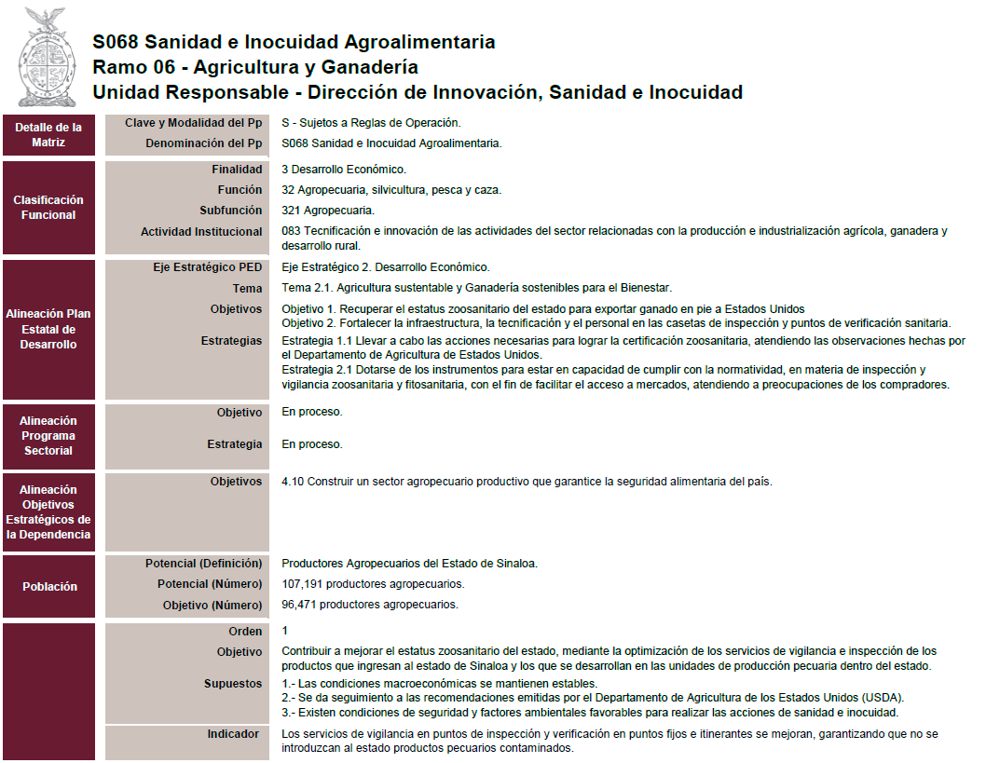 SINALOA
S068 Sanidad e Inocuidad Agroalimentaria
Ramo 06 - Agricultura y Ganadería
Unidad Responsable - Dirección de Innovación, Sanidad e Inocuidad
Detalle de la
Matriz
Clave y Modalidad del Pp
S - Sujetos a Reglas de Operación.
Denominación del Pp
S068 Sanidad e Inocuidad Agroalimentaria.
Clasificación
Funcional
Finalidad
3 Desarrollo Económico.
Función
32 Agropecuaria, silvicultura, pesca y caza.
Subfunción
321 Agropecuaria.
Actividad Institucional
083 Tecnificación e innovación de las actividades del sector relacionadas con la producción e industrialización agrícola, ganadera y
desarrollo rural.
Alineación Plan
Estatal de
Desarrollo
Eje Estratégico PED
Eje Estratégico 2. Desarrollo Económico.
Tema
Tema 2.1. Agricultura sustentable y Ganadería sostenibles para el Bienestar.
Objetivos
Objetivo 1. Recuperar el estatus zoosanitario del estado para exportar ganado en pie a Estados Unidos
Objetivo 2. Fortalecer la infraestructura, la tecnificación y el personal en las casetas de inspección y puntos de verificación sanitaria.
Estrategias
Estrategia 1.1 Llevar a cabo las acciones necesarias para lograr la certificación zoosanitaria, atendiendo las observaciones hechas por
el Departamento de Agricultura de Estados Unidos.
Estrategia 2.1 Dotarse de los instrumentos para estar en capacidad de cumplir con la normatividad, en materia de inspección y
vigilancia zoosanitaria y fitosanitaria, con el fin de facilitar el acceso a mercados, atendiendo a preocupaciones de los compradores.
Alineación
Programa
Sectorial
Objetivo
En proceso.
Estrategia
En proceso.
Alineación
Objetivos
Estratégicos de
la Dependencia
Objetivos
4.10 Construir un sector agropecuario productivo que garantice la seguridad alimentaria del país.
Población
Potencial (Definición)
Productores Agropecuarios del Estado de Sinaloa.
Potencial (Número)
107,191 productores agropecuarios.
Objetivo (Número)
96,471 productores agropecuarios.
Orden
1
Objetivo
Contribuir a mejorar el estatus zoosanitario del estado, mediante la optimización de los servicios de vigilancia e inspección de los
productos que ingresan al estado de Sinaloa y los que se desarrollan en las unidades de producción pecuaria dentro del estado.
Supuestos
1.- Las condiciones macroeconómicas se mantienen estables.
2.- Se da seguimiento a las recomendaciones emitidas por el Departamento de Agricultura de los Estados Unidos (USDA).
3.- Existen condiciones de seguridad y factores ambientales favorables para realizar las acciones de sanidad e inocuidad.
Indicador
Los servicios de vigilancia en puntos de inspección y verificación en puntos fijos e itinerantes se mejoran, garantizando que no se
introduzcan al estado productos pecuarios contaminados.